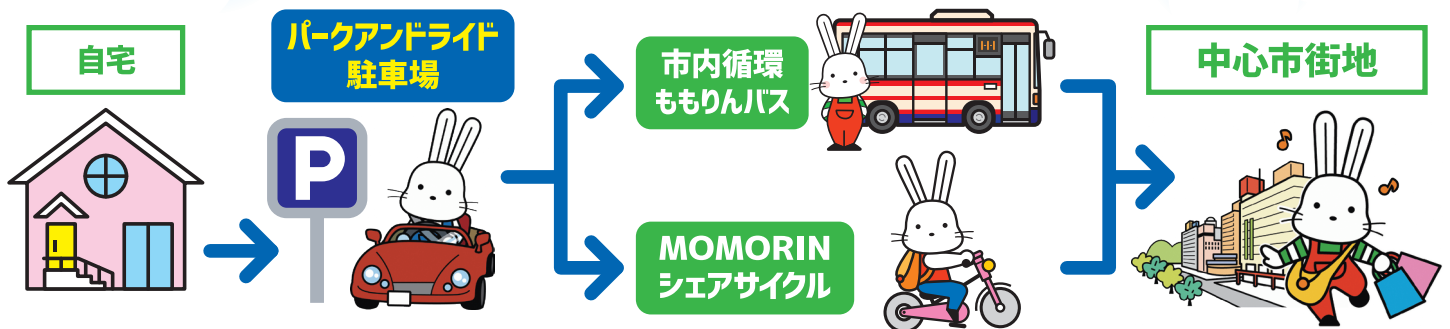 自宅
パークアンドライド
駐車場
P
市内循環
ももりんバス
MOMORIN
シェアサイクル
中心市街地